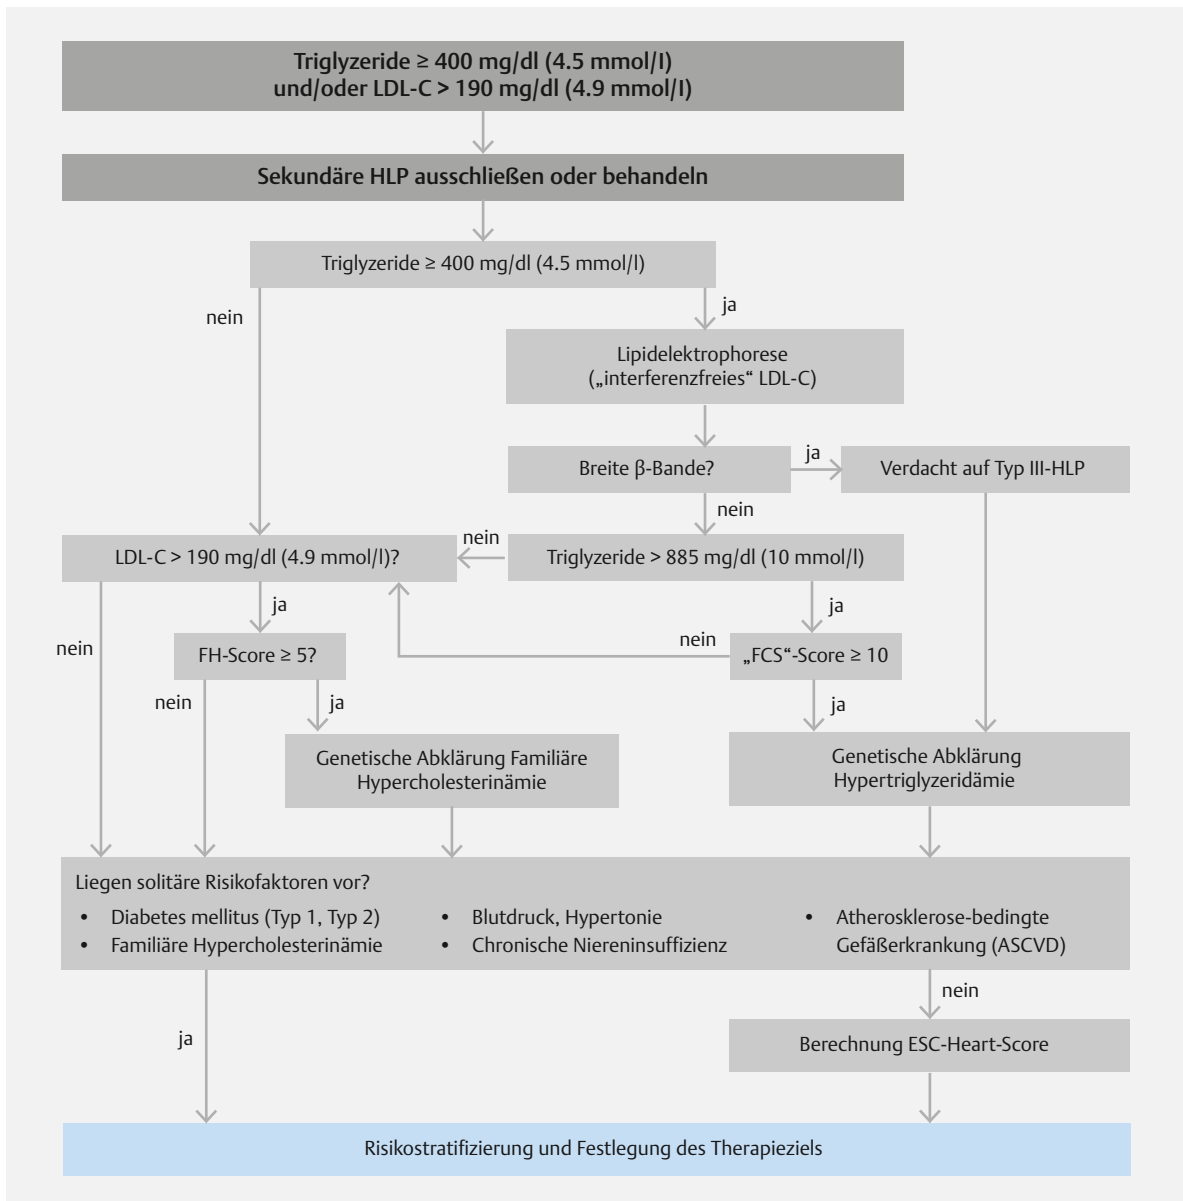 Triglyzeride ≥ 400 mg/dl (4.5 mmol/l)
und/oder LDL-C > 190 mg/dl (4.9 mmol/l)
Sekundäre HLP ausschließen oder behandeln
Triglyzeride ≥ 400 mg/dl (4.5 mmol/l)
nein
ja
Lipidelektrophorese
(„interferenzfreies“ LDL-C)
Breite β-Bande?
ja
Verdacht auf Typ III-HLP
nein
LDL-C > 190 mg/dl (4.9 mmol/l)?
nein
Triglyzeride > 885 mg/dl (10 mmol/l)
ja
ja
nein
FH-Score ≥ 5?
nein
„FCS“-Score ≥ 10
nein
ja
ja
Genetische Abklärung Familiäre
Hypercholesterinämie
Genetische Abklärung
Hypertriglyzeridämie
Liegen solitäre Risikofaktoren vor?
• Diabetes mellitus (Typ 1, Typ 2)
• Familiäre Hypercholesterinämie
• Blutdruck, Hypertonie
• Chronische Niereninsuffizienz
• Atherosklerose-bedingte
Gefäßerkrankung (ASCVD)
nein
ja
Berechnung ESC-Heart-Score
Risikostratifizierung und Festlegung des Therapieziels